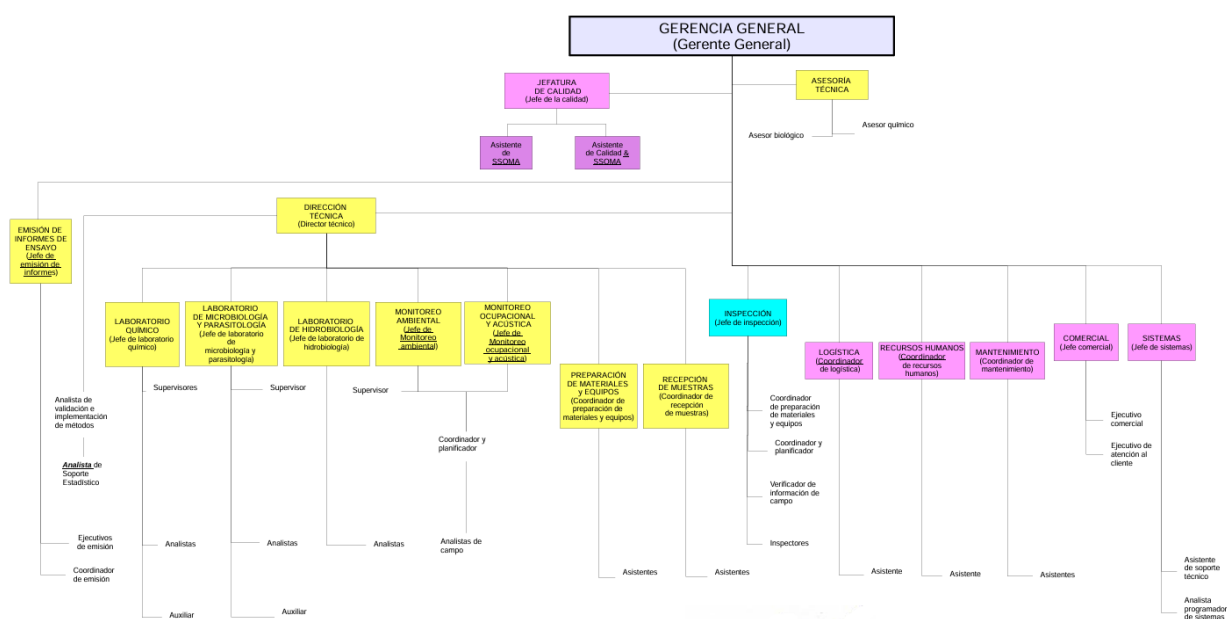 GERENCIA GENERAL
(Gerente General)
JEFATURA
DE CALIDAD
(Jefe de la calidad)
ASESORÍA
TÉCNICA
Asesor biológico
Asesor químico
Asistente
de
SSOMA
Asistente
de Calidad &
SSOMA
DIRECCIÓN
TÉCNICA
(Director técnico)
EMISIÓN DE
INFORMES DE
ENSAYO
(Jefe de
emisión de
informes)
LABORATORIO
QUÍMICO
(Jefe de laboratorio
químico)
LABORATORIO
DE MICROBIOLOGÍA
Y PARASITOLOGÍA
(Jefe de laboratorio
de
microbiología y
parasitología)
LABORATORIO
DE HIDROBIOLOGÍA
(Jefe de laboratorio de
hidrobiología)
MONITOREO
AMBIENTAL
(Jefe de
Monitoreo
ambiental)
MONITOREO
OCUPACIONAL
Y ACÚSTICA
(Jefe de
Monitoreo
ocupacional
y acústica)
INSPECCIÓN
(Jefe de inspección)
PREPARACIÓN
DE MATERIALES
Y EQUIPOS
(Coordinador de
preparación de
materiales y equipos)
RECEPCIÓN
DE MUESTRAS
(Coordinador de
recepción
de muestras)
LOGÍSTICA
(Coordinador
de logística)
RECURSOS HUMANOS
(Coordinador
de recursos
humanos)
MANTENIMIENTO
(Coordinador de
mantenimiento)
COMERCIAL
(Jefe comercial)
SISTEMAS
(Jefe de sistemas)
Supervisores
Supervisor
Supervisor
Analista de
validación e
implementación
de métodos
Analista de
Soporte
Estadístico
Coordinador y
planificador
Coordinador
de preparación
de materiales
y equipos
Coordinador y
planificador
Verificador de
información de
campo
Inspectores
Ejecutivo
comercial
Ejecutivo de
atención al
cliente
Ejecutivos
de emisión
Coordinador
de emisión
Analistas
Analistas
Analistas
Analistas de
campo
Asistentes
Asistentes
Asistente
Asistente
Asistentes
Asistente
de soporte
técnico
Analista
programador
de sistemas
Auxiliar
Auxiliar